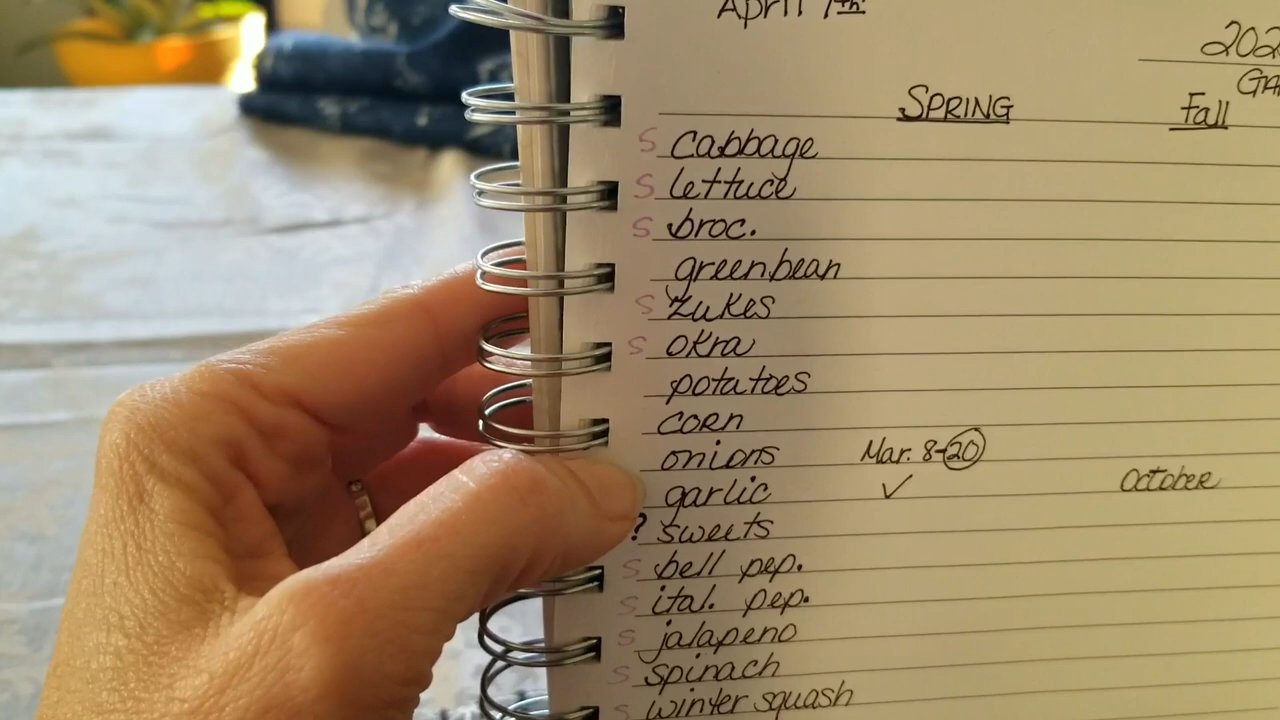 April 7th
202
GA
SPRING Fall
S cabbage
S lettuce
S broc.
greenbean
S zukes
S okra
potatoes
corn
onions Mar. 8-20
garlic ✓ October
? sweets
S bell pep.
S ital. pep.
S jalapeno
S spinach
S winter squash